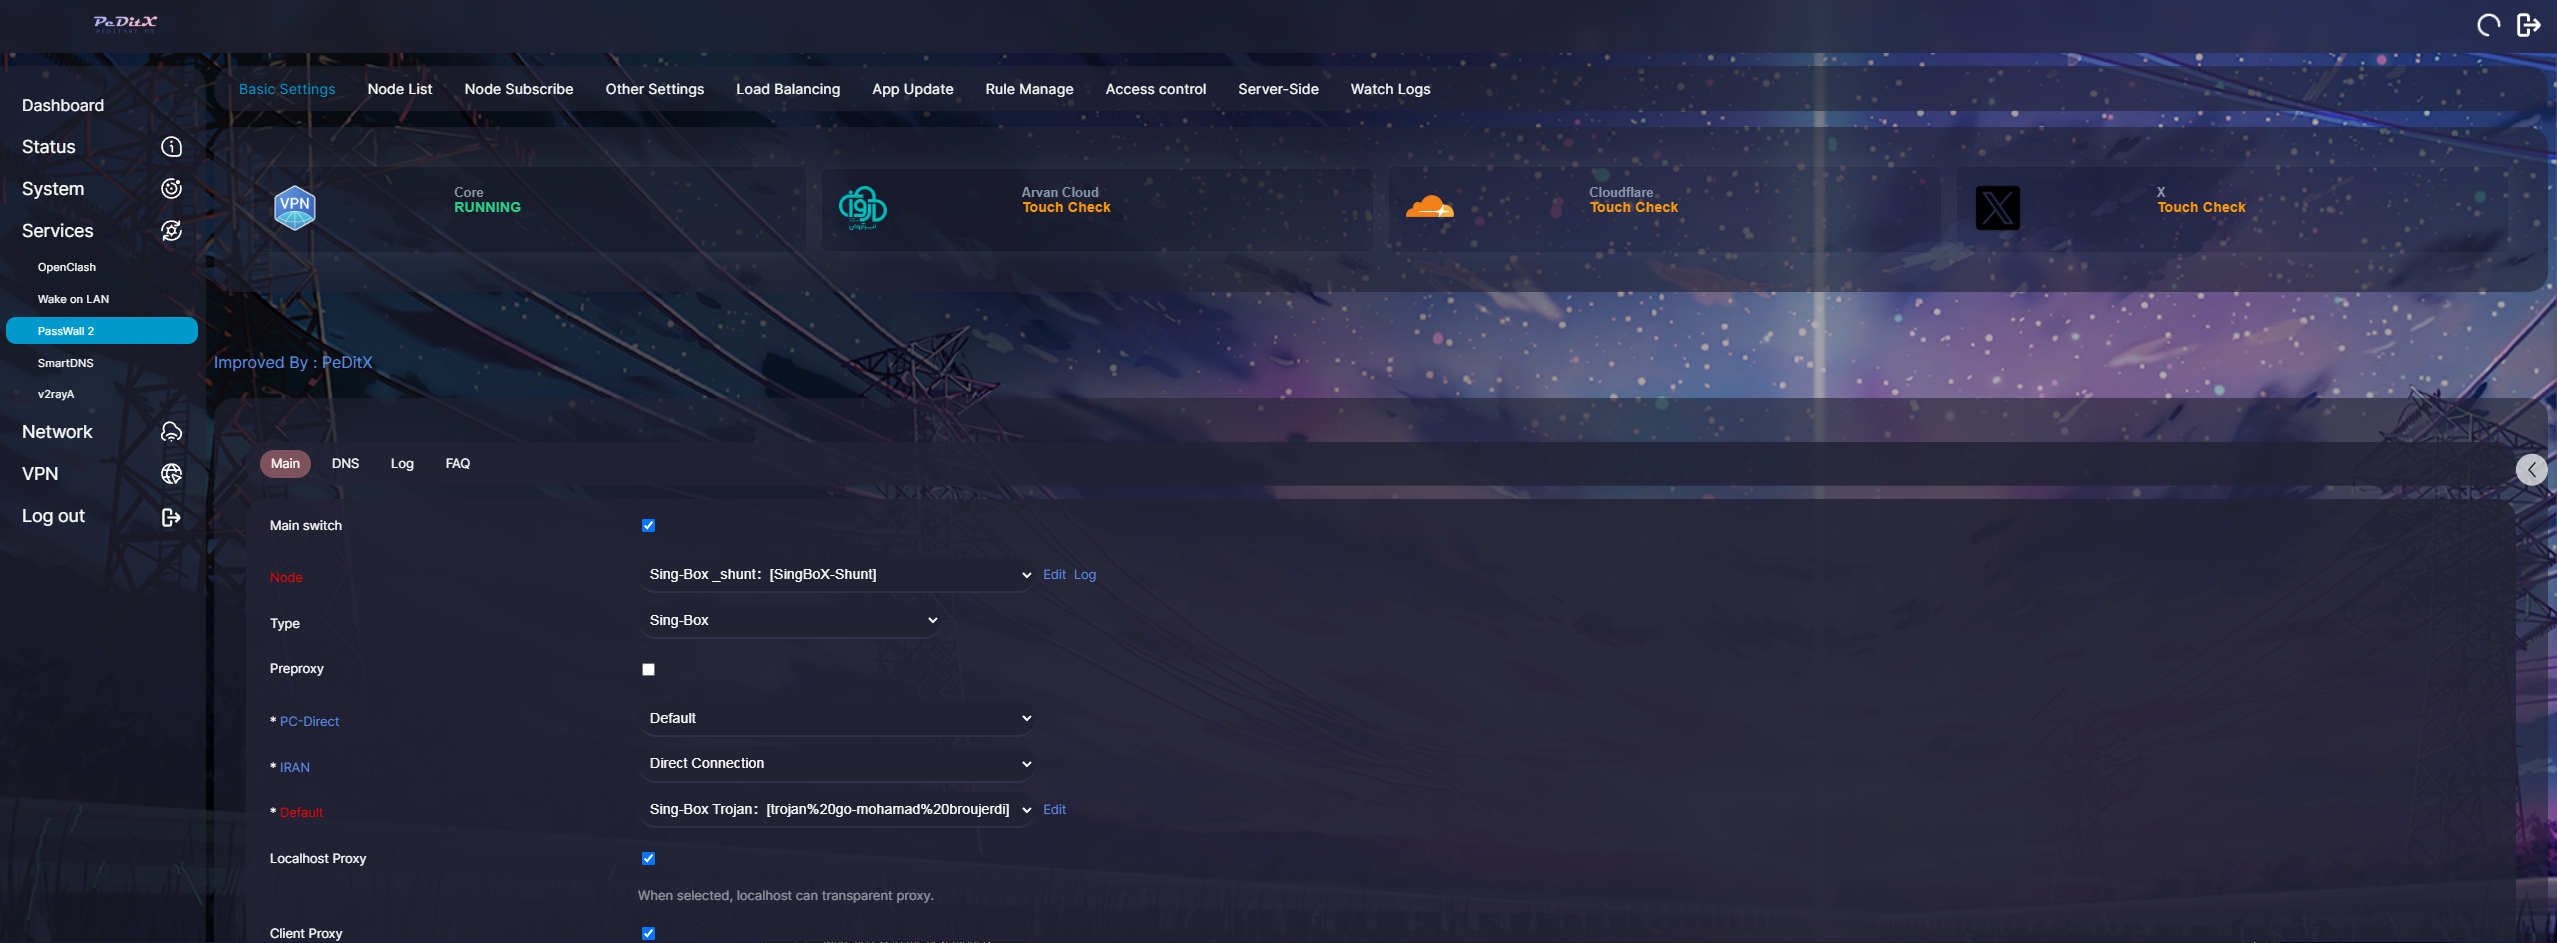 PeDitX
Basic Settings Node List Node Subscribe Other Settings Load Balancing App Update Rule Manage Access control Server-Side Watch Logs
Dashboard
Status
System
Services
OpenClash
Wake on LAN
PassWall 2
SmartDNS
v2rayA
Network
VPN
Log out
VPN
Core
RUNNING
Arvan Cloud
Touch Check
Cloudflare
Touch Check
X
Touch Check
Improved By : PeDitX
Main DNS Log FAQ
Main switch
Node Sing-Box _shunt：[SingBoX-Shunt] Edit Log
Type Sing-Box
Preproxy
* PC-Direct Default
* IRAN Direct Connection
* Default Sing-Box Trojan：[trojan%20go-mohamad%20broujerdi] Edit
Localhost Proxy
When selected, localhost can transparent proxy.
Client Proxy